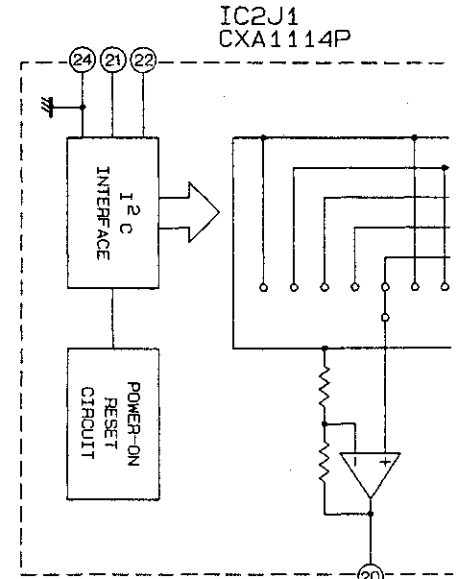 IC2J1
CXA1114P
24
21
22
I²C
INTERFACE
POWER-ON
RESET
CIRCUIT
-
+
20